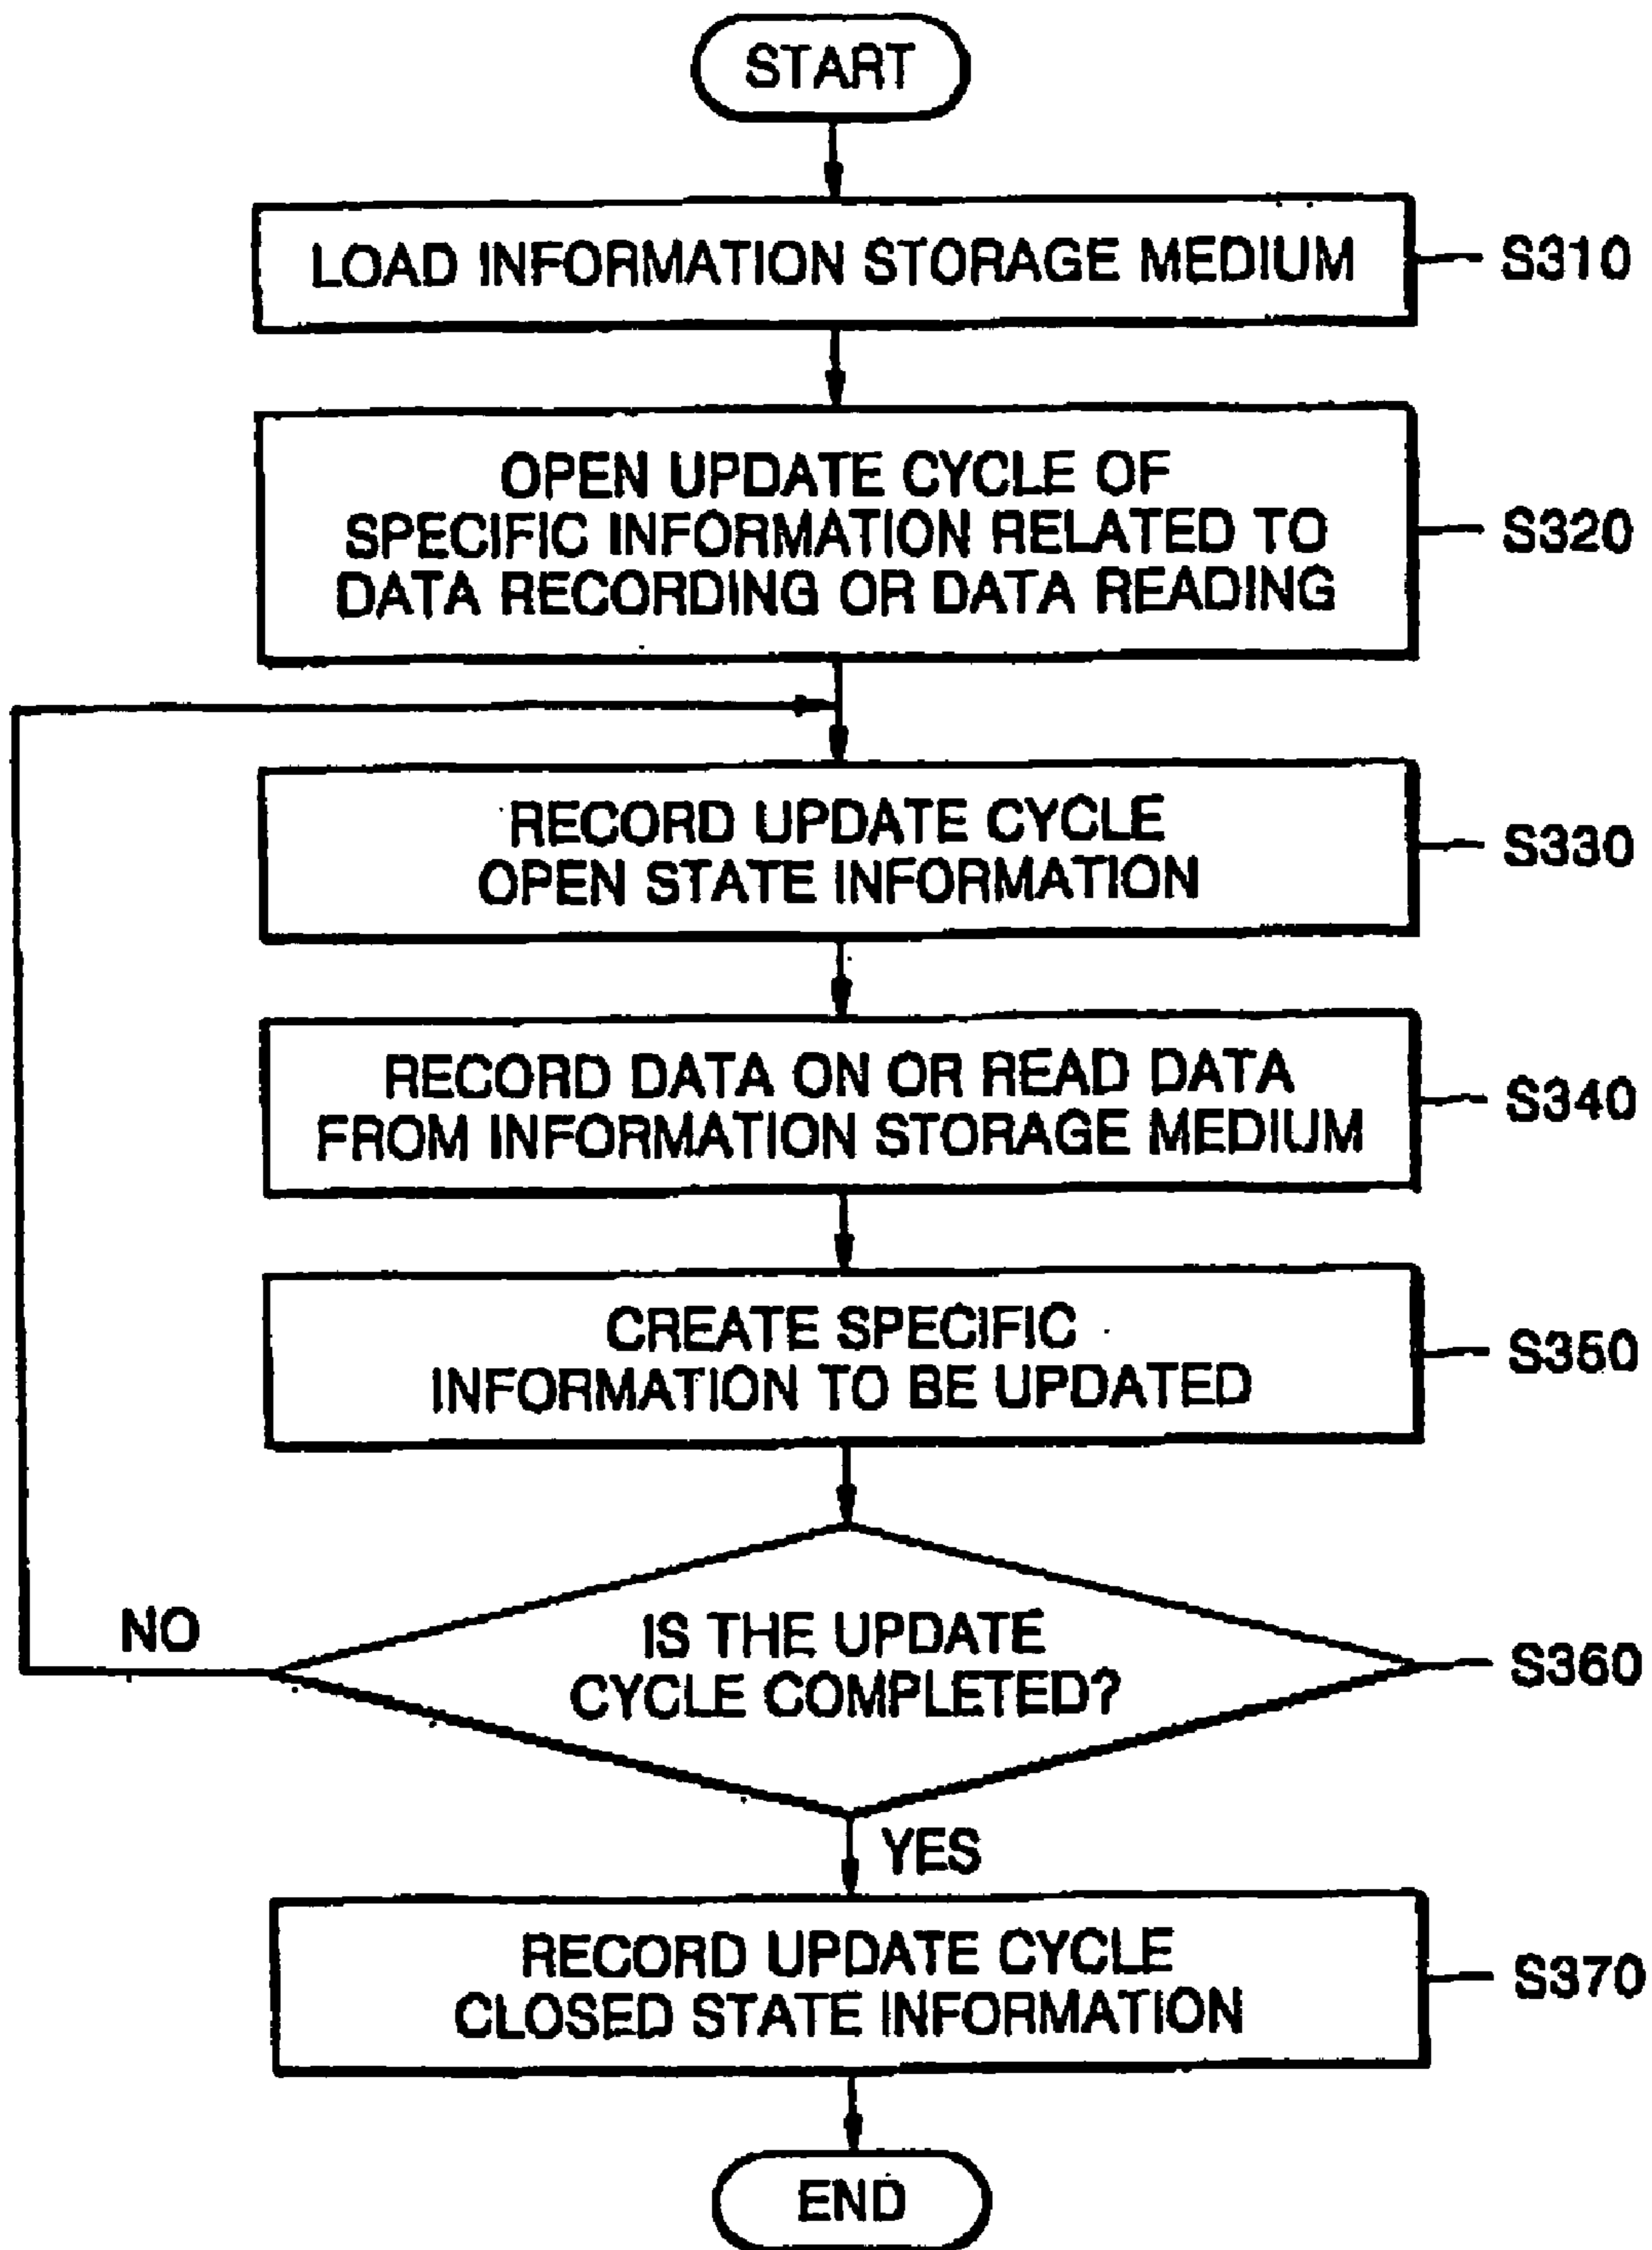 START
LOAD INFORMATION STORAGE MEDIUM
S310
OPEN UPDATE CYCLE OF
SPECIFIC INFORMATION RELATED TO
DATA RECORDING OR DATA READING
S320
RECORD UPDATE CYCLE
OPEN STATE INFORMATION
S330
RECORD DATA ON OR READ DATA
FROM INFORMATION STORAGE MEDIUM
S340
CREATE SPECIFIC
INFORMATION TO BE UPDATED
S350
NO
IS THE UPDATE
CYCLE COMPLETED?
S360
YES
RECORD UPDATE CYCLE
CLOSED STATE INFORMATION
S370
END